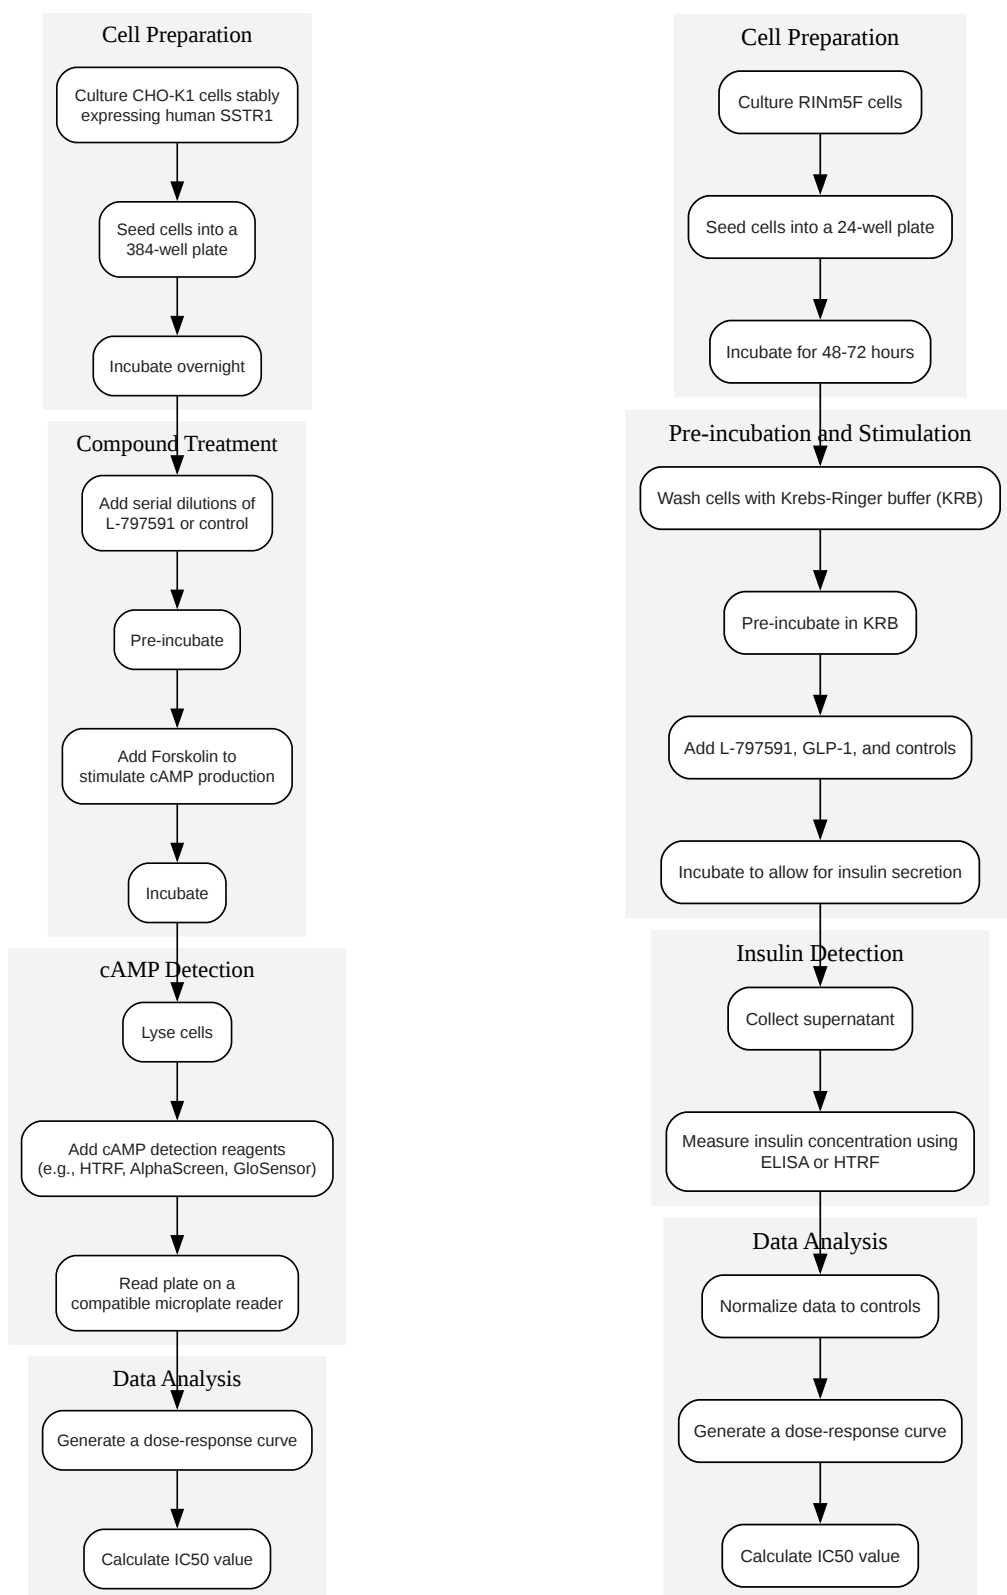 Cell Preparation
Culture CHO-K1 cells stably
expressing human SSTR1
Seed cells into a
384-well plate
Incubate overnight
Compound Treatment
Add serial dilutions of
L-797591 or control
Pre-incubate
Add Forskolin to
stimulate cAMP production
Incubate
cAMP Detection
Lyse cells
Add cAMP detection reagents
(e.g., HTRF, AlphaScreen, GloSensor)
Read plate on a
compatible microplate reader
Data Analysis
Generate a dose-response curve
Calculate IC50 value
Cell Preparation
Culture RINm5F cells
Seed cells into a 24-well plate
Incubate for 48-72 hours
Pre-incubation and Stimulation
Wash cells with Krebs-Ringer buffer (KRB)
Pre-incubate in KRB
Add L-797591, GLP-1, and controls
Incubate to allow for insulin secretion
Insulin Detection
Collect supernatant
Measure insulin concentration using
ELISA or HTRF
Data Analysis
Normalize data to controls
Generate a dose-response curve
Calculate IC50 value